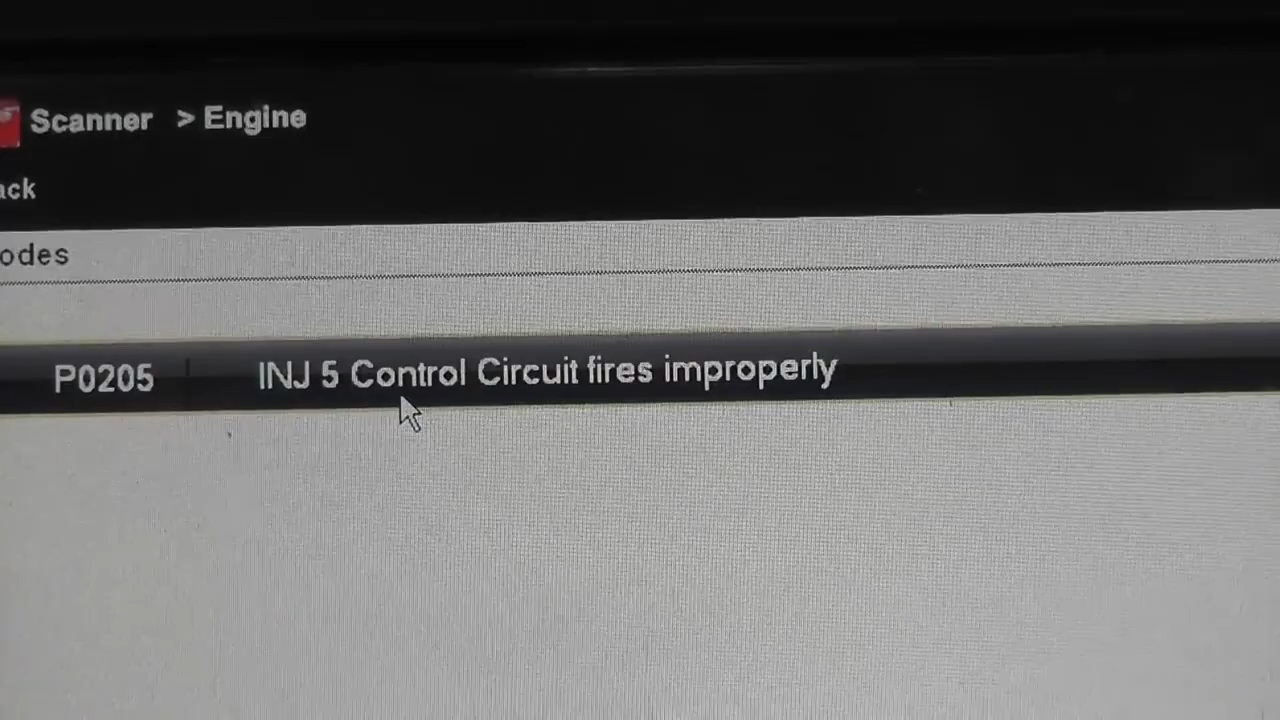 Scanner > Engine
ack
odes
P0205 INJ 5 Control Circuit fires improperly